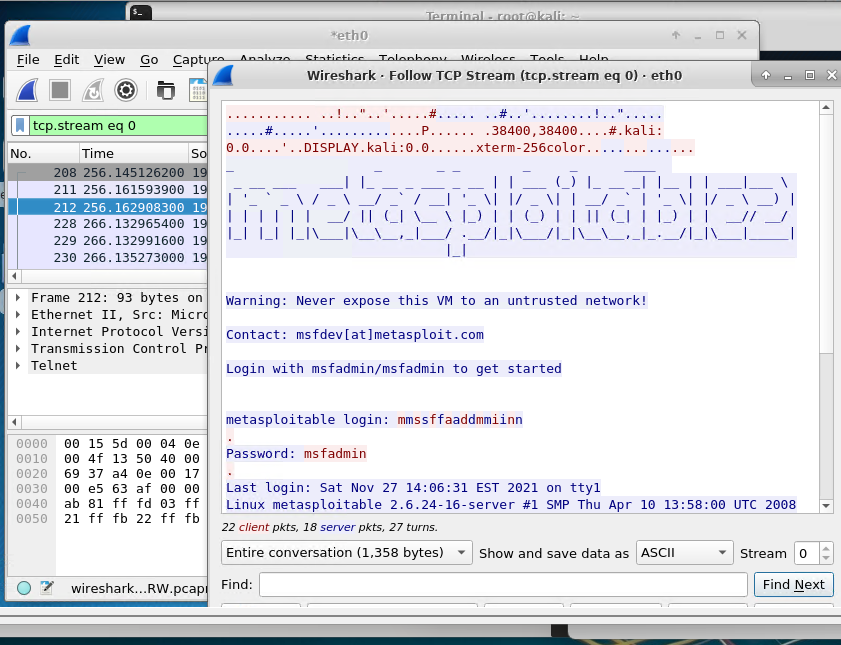 Terminal - root@kali: ~
*eth0
File Edit View Go Capture Analyze Statistics Telephony Wireless Tools Help
Wireshark · Follow TCP Stream (tcp.stream eq 0) · eth0
tcp.stream eq 0
No. Time So
208 256.145126200 19
211 256.161593900 19
212 256.162908300 19
228 266.132965400 19
229 266.132991600 19
230 266.135273000 19
Frame 212: 93 bytes on
Ethernet II, Src: Micro
Internet Protocol Versi
Transmission Control Pr
Telnet
0000 00 15 5d 00 04 0e
0010 00 4f 13 50 40 00
0020 69 37 a4 0e 00 17
0030 00 e5 63 af 00 00
0040 ab 81 ff fd 03 ff
0050 21 ff fb 22 ff fb
wireshark...RW.pcapn
........... ..!.."..'.....#..... ..#..'........!..".....
.....#.....'.............P...... .38400,38400....#.kali:
0.0....'..DISPLAY.kali:0.0......xterm-256color.............
metasploitable2
Warning: Never expose this VM to an untrusted network!
Contact: msfdev[at]metasploit.com
Login with msfadmin/msfadmin to get started
metasploitable login: mmssffaaddmmiinn
.
Password: msfadmin
.
Last login: Sat Nov 27 14:06:31 EST 2021 on tty1
Linux metasploitable 2.6.24-16-server #1 SMP Thu Apr 10 13:58:00 UTC 2008
22 client pkts, 18 server pkts, 27 turns.
Entire conversation (1,358 bytes) Show and save data as ASCII Stream 0
Find: Find Next